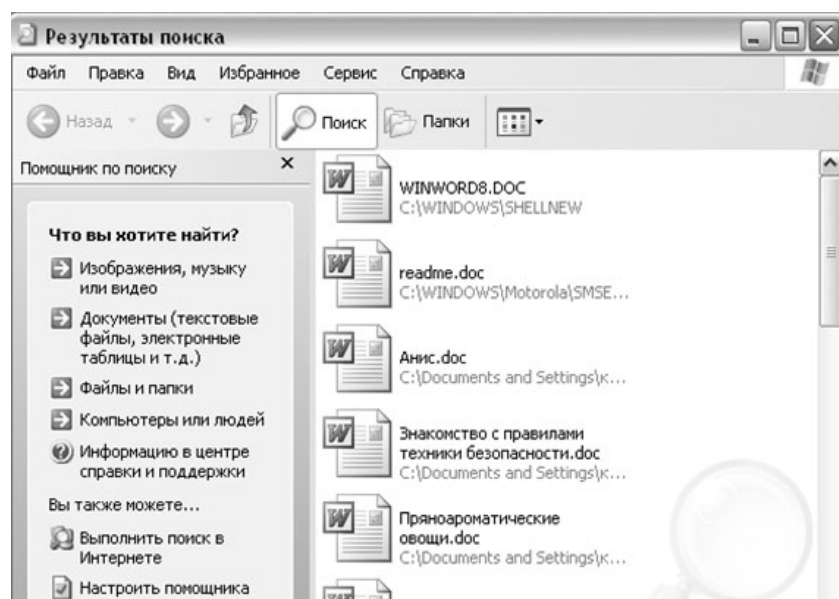 Результаты поиска
Файл Правка Вид Избранное Сервис Справка
Назад Поиск Папки
Помощник по поиску
Что вы хотите найти?
Изображения, музыку
или видео
Документы (текстовые
файлы, электронные
таблицы и т.д.)
Файлы и папки
Компьютеры или людей
Информацию в центре
справки и поддержки
Вы также можете...
Выполнить поиск в
Интернете
Настроить помощника
WINWORD8.DOC
C:\WINDOWS\SHELLNEW
readme.doc
C:\WINDOWS\Motorola\SMSE...
Анис.doc
C:\Documents and Settings\к...
Знакомство с правилами
техники безопасности.doc
C:\Documents and Settings\к...
Пряноароматические
овощи.doc
C:\Documents and Settings\к...